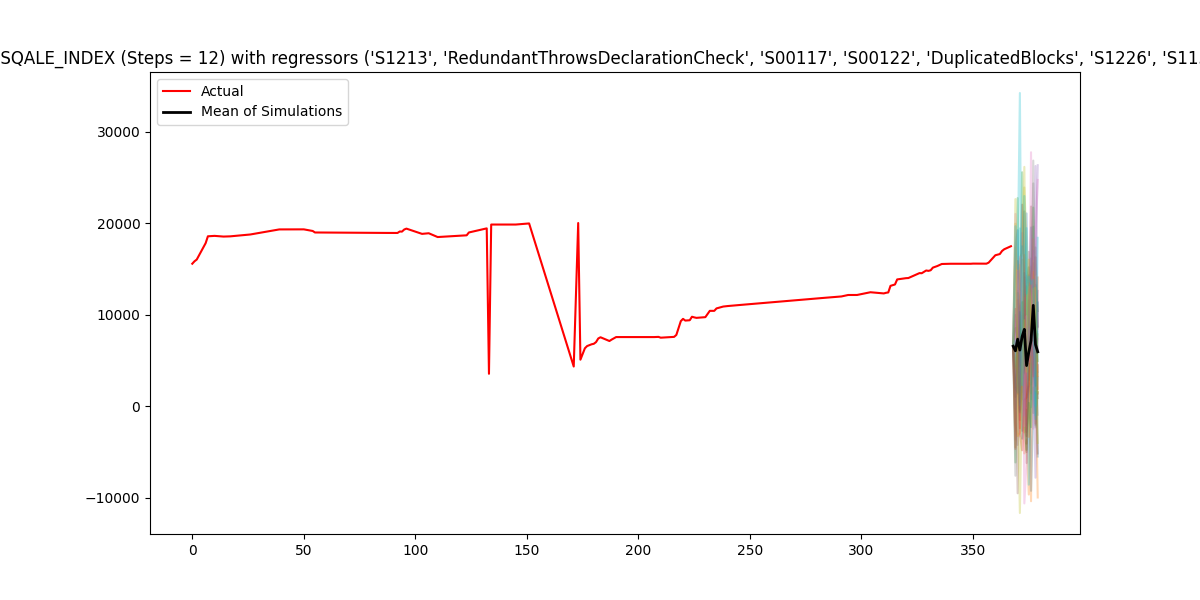 SQALE_INDEX (Steps = 12) with regressors ('S1213', 'RedundantThrowsDeclarationCheck', 'S00117', 'S00122', 'DuplicatedBlocks', 'S1226', 'S11
Actual
Mean of Simulations
30000
20000
10000
0
−10000
0 50 100 150 200 250 300 350